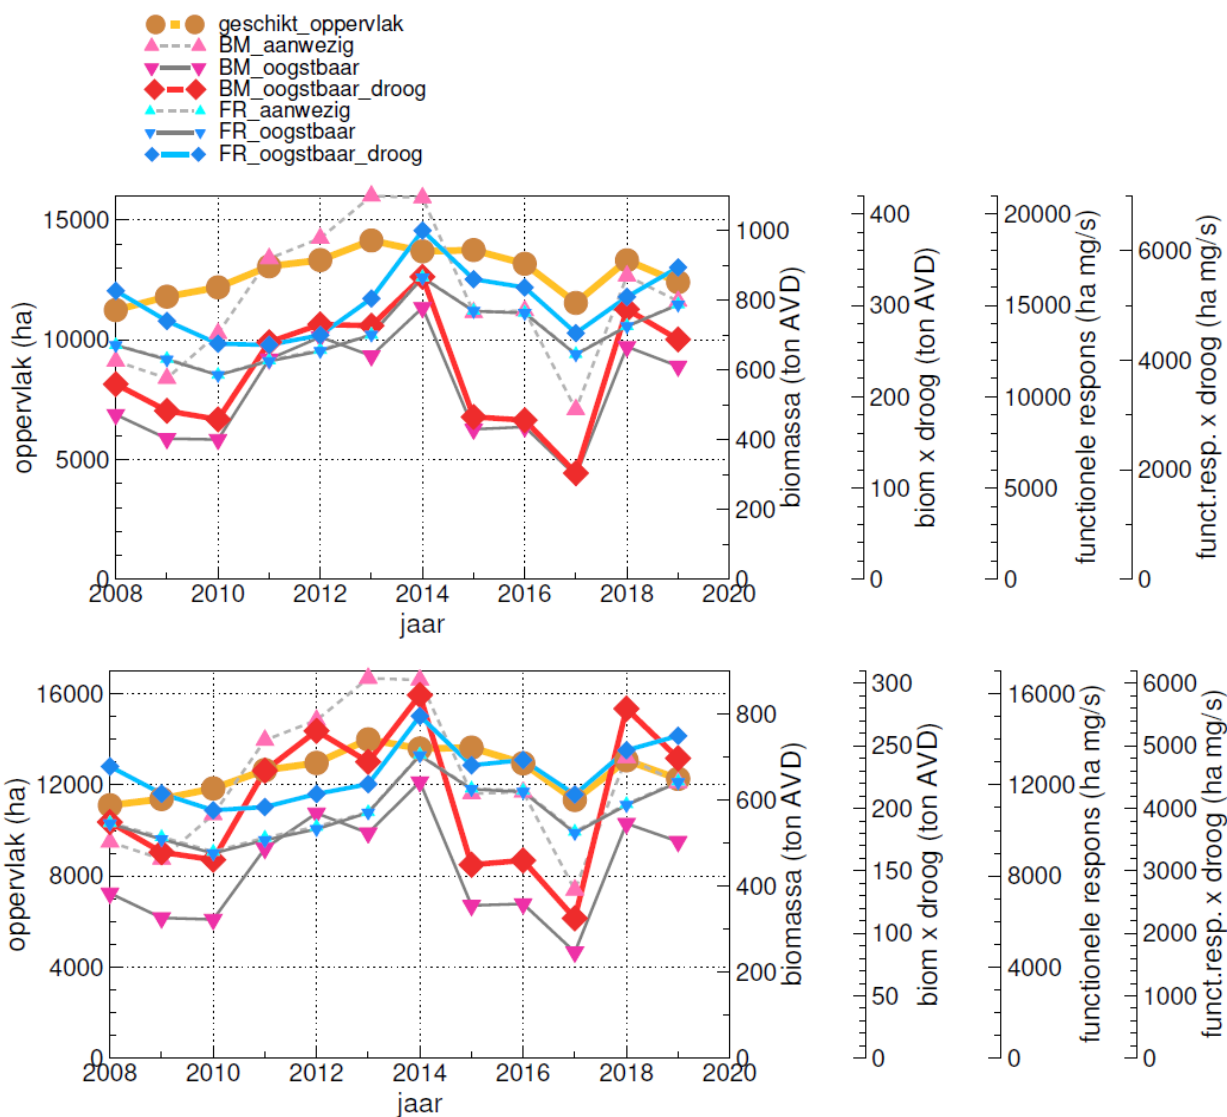 geschikt_oppervlak
BM_aanwezig
BM_oogstbaar
BM_oogstbaar_droog
FR_aanwezig
FR_oogstbaar
FR_oogstbaar_droog
oppervlak (ha)
15000
10000
5000
0
2008 2010 2012 2014 2016 2018 2020
jaar
1000
800
600
400
200
0
biomassa (ton AVD)
400
300
200
100
0
biom x droog (ton AVD)
20000
15000
10000
5000
0
functionele respons (ha mg/s)
6000
4000
2000
0
funct.resp. x droog (ha mg/s)
oppervlak (ha)
16000
12000
8000
4000
0
2008 2010 2012 2014 2016 2018 2020
jaar
800
600
400
200
0
biomassa (ton AVD)
300
250
200
150
100
50
0
biom x droog (ton AVD)
16000
12000
8000
4000
0
functionele respons (ha mg/s)
6000
5000
4000
3000
2000
1000
0
funct.resp. x droog (ha mg/s)